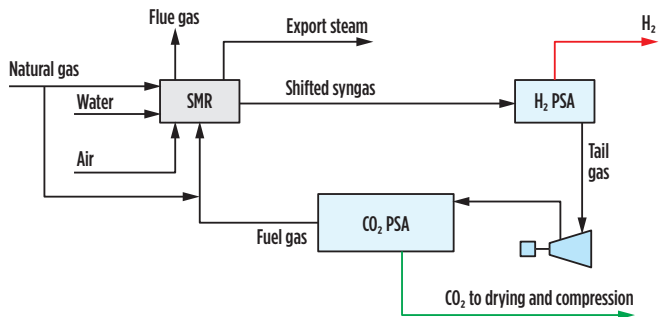 Flue gas
Export steam
H₂
Natural gas
Water
SMR
Shifted syngas
H₂ PSA
Air
Tail
gas
CO₂ PSA
Fuel gas
CO₂ to drying and compression